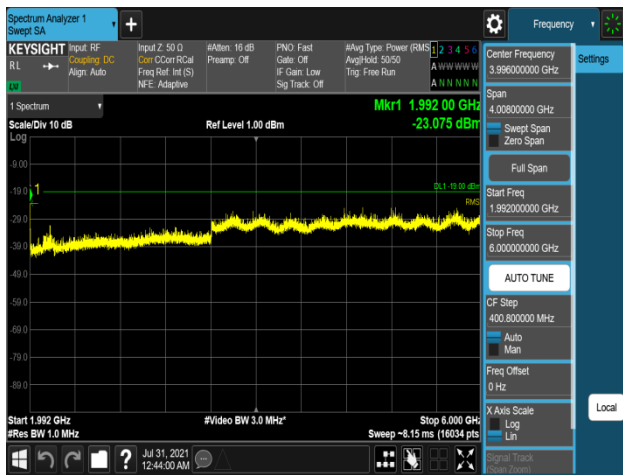 Spectrum Analyzer 1
Swept SA
Frequency
KEYSIGHT
RL
LV
Input: RF
Coupling: DC
Align: Auto
Input Z: 50 Ω
Corr CCorr RCal
Freq Ref: Int (S)
NFE: Adaptive
#Atten: 16 dB
Preamp: Off
PNO: Fast
Gate: Off
IF Gain: Low
Sig Track: Off
#Avg Type: Power (RMS
Avg|Hold: 50/50
Trig: Free Run
1 2 3 4 5 6
A W W W W W
A N N N N N
1 Spectrum
Scale/Div 10 dB
Log
Ref Level 1.00 dBm
Mkr1 1.992 00 GHz
-23.075 dBm
-9.00
-19.0
-29.0
-39.0
-49.0
-59.0
-69.0
-79.0
-89.0
1
DL1 -19.00 dBm
RMS
Start 1.992 GHz
#Res BW 1.0 MHz
#Video BW 3.0 MHz*
Stop 6.000 GHz
Sweep ~8.15 ms (16034 pts)
Jul 31, 2021
12:44:00 AM
Center Frequency
3.996000000 GHz
Span
4.00800000 GHz
Swept Span
Zero Span
Full Span
Start Freq
1.992000000 GHz
Stop Freq
6.000000000 GHz
AUTO TUNE
CF Step
400.800000 MHz
Auto
Man
Freq Offset
0 Hz
X Axis Scale
Log
Lin
Signal Track
(Span Zoom)
Settings
Local